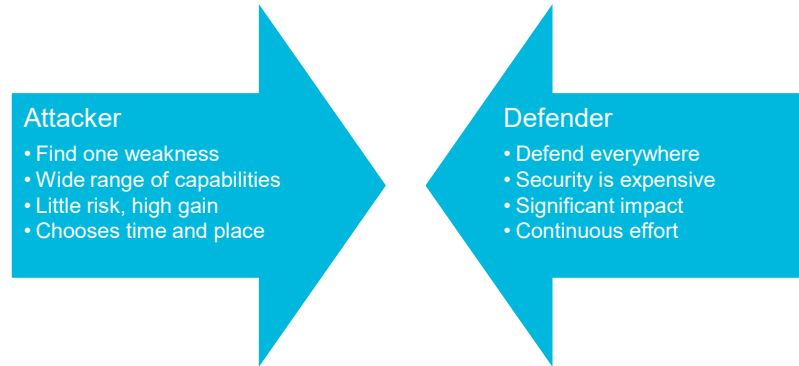 Attacker
• Find one weakness
• Wide range of capabilities
• Little risk, high gain
• Chooses time and place
Defender
• Defend everywhere
• Security is expensive
• Significant impact
• Continuous effort